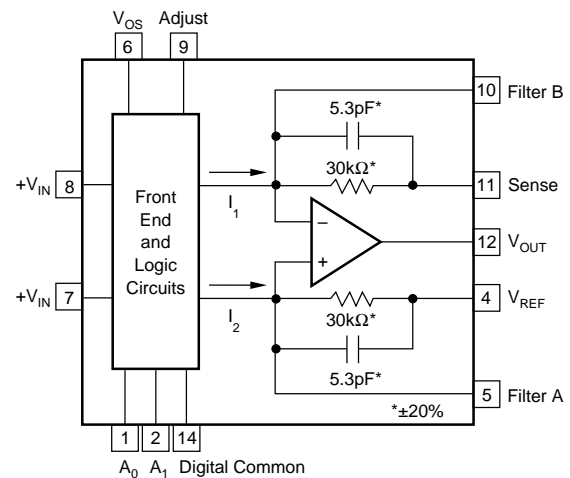 V_OS Adjust
6 9
10 Filter B
5.3pF*
30kΩ*
+V_IN 8
I_1
11 Sense
Front
End
and
Logic
Circuits
–
+
12 V_OUT
+V_IN 7
I_2
30kΩ*
4 V_REF
5.3pF*
*±20%
5 Filter A
1 2 14
A_0 A_1 Digital Common